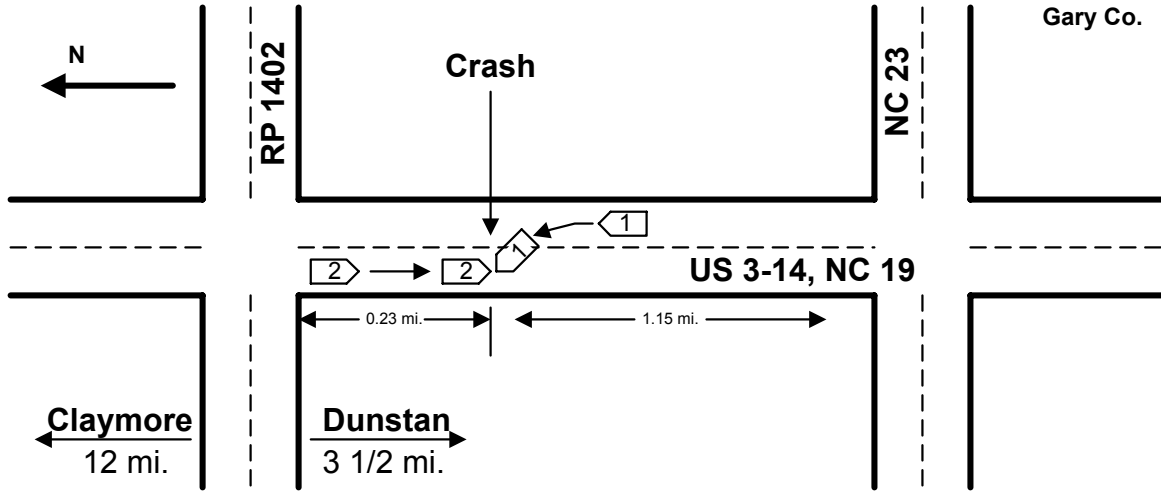 Gary Co.
N
RP 1402
Crash
NC 23
1
1
2
2
US 3-14, NC 19
0.23 mi.
1.15 mi.
Claymore
12 mi.
Dunstan
3 1/2 mi.